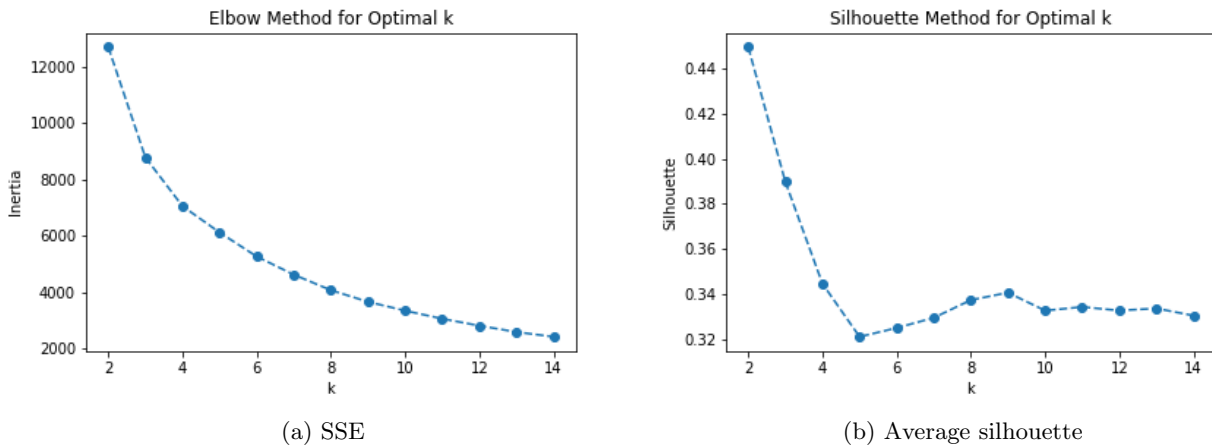 Elbow Method for Optimal k
12000
10000
8000
6000
4000
2000
Inertia
2 4 6 8 10 12 14
k
(a) SSE
Silhouette Method for Optimal k
0.44
0.42
0.40
0.38
0.36
0.34
0.32
Silhouette
2 4 6 8 10 12 14
k
(b) Average silhouette